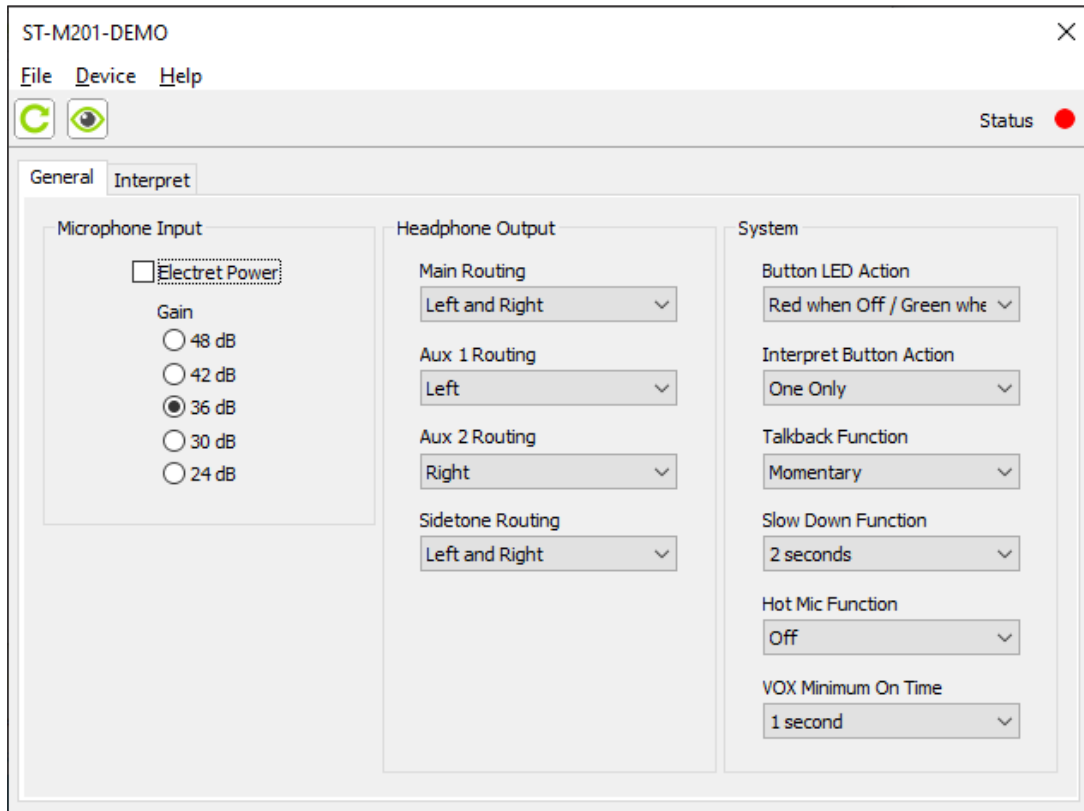 ST-M201-DEMO
File Device Help
Status
General Interpret
Microphone Input
Electret Power
Gain
48 dB
42 dB
36 dB
30 dB
24 dB
Headphone Output
Main Routing
Left and Right
Aux 1 Routing
Left
Aux 2 Routing
Right
Sidetone Routing
Left and Right
System
Button LED Action
Red when Off / Green whe
Interpret Button Action
One Only
Talkback Function
Momentary
Slow Down Function
2 seconds
Hot Mic Function
Off
VOX Minimum On Time
1 second